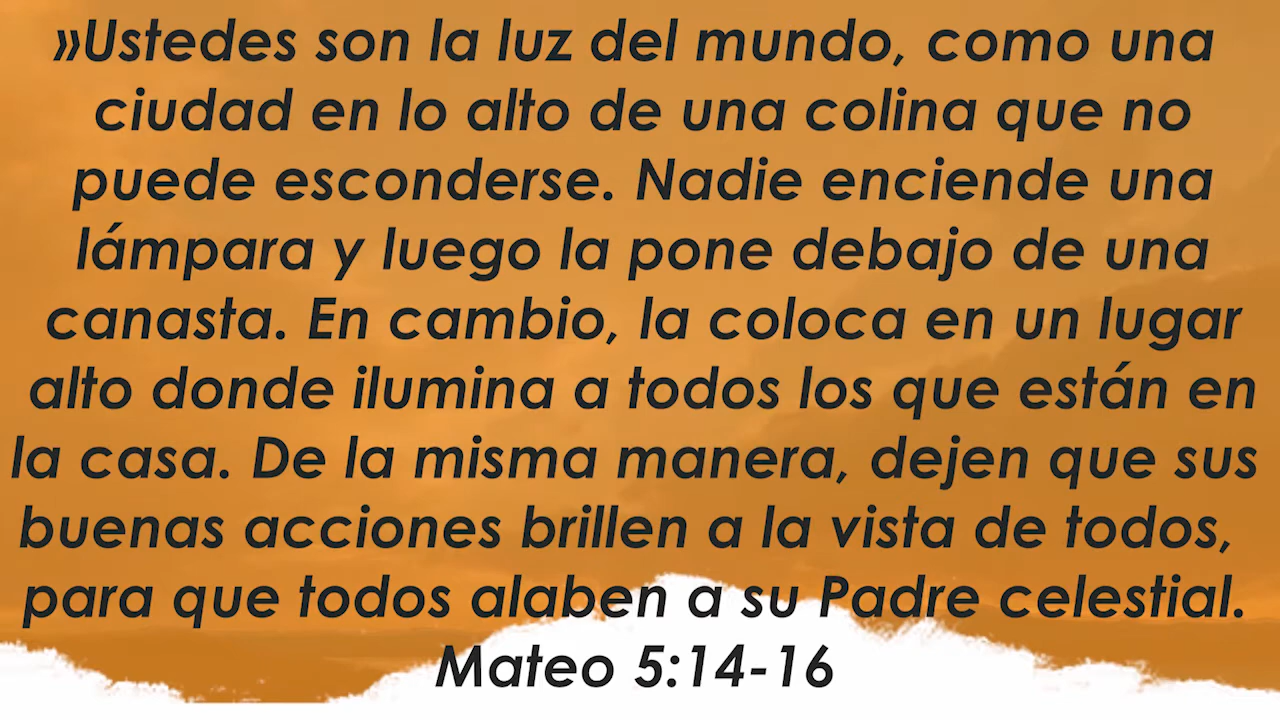 »Ustedes son la luz del mundo, como una
ciudad en lo alto de una colina que no
puede esconderse. Nadie enciende una
lámpara y luego la pone debajo de una
canasta. En cambio, la coloca en un lugar
alto donde ilumina a todos los que están en
la casa. De la misma manera, dejen que sus
buenas acciones brillen a la vista de todos,
para que todos alaben a su Padre celestial.
Mateo 5:14-16